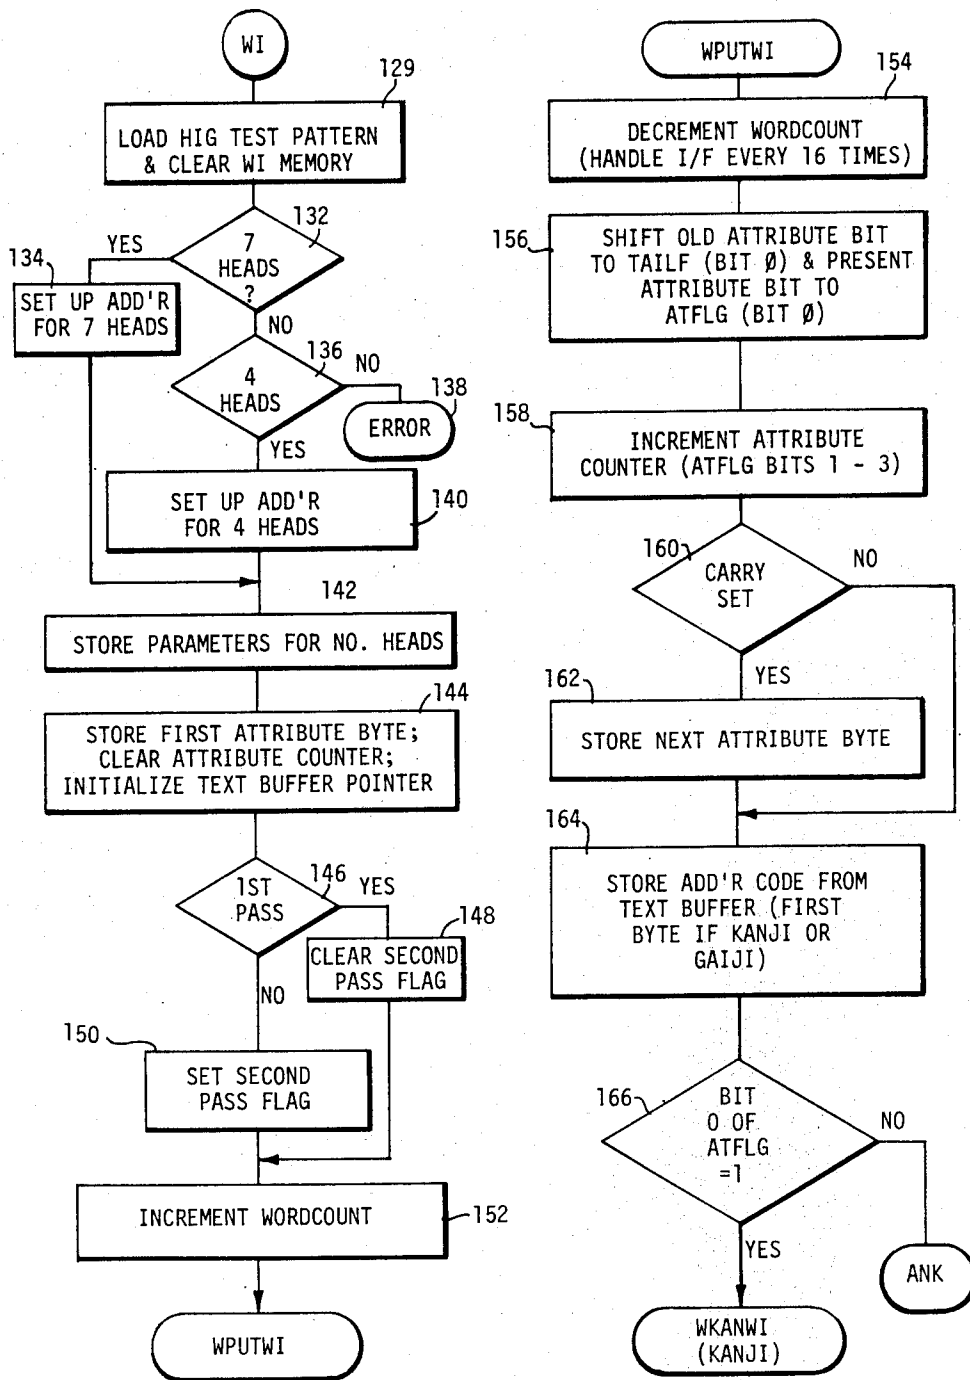 WI
129
LOAD HIG TEST PATTERN
& CLEAR WI MEMORY
132
7
HEADS
?
YES
134
SET UP ADD'R
FOR 7 HEADS
NO
136
4
HEADS
NO
138
ERROR
YES
SET UP ADD'R
FOR 4 HEADS
140
142
STORE PARAMETERS FOR NO. HEADS
144
STORE FIRST ATTRIBUTE BYTE;
CLEAR ATTRIBUTE COUNTER;
INITIALIZE TEXT BUFFER POINTER
146
1ST
PASS
YES
148
CLEAR SECOND
PASS FLAG
NO
150
SET SECOND
PASS FLAG
INCREMENT WORDCOUNT
152
WPUTWI
WPUTWI
154
DECREMENT WORDCOUNT
(HANDLE I/F EVERY 16 TIMES)
156
SHIFT OLD ATTRIBUTE BIT
TO TAILF (BIT Ø) & PRESENT
ATTRIBUTE BIT TO
ATFLG (BIT Ø)
158
INCREMENT ATTRIBUTE
COUNTER (ATFLG BITS 1 - 3)
160
CARRY
SET
NO
YES
162
STORE NEXT ATTRIBUTE BYTE
164
STORE ADD'R CODE FROM
TEXT BUFFER (FIRST
BYTE IF KANJI OR
GAIJI)
166
BIT
0 OF
ATFLG
=1
NO
YES
ANK
WKANWI
(KANJI)